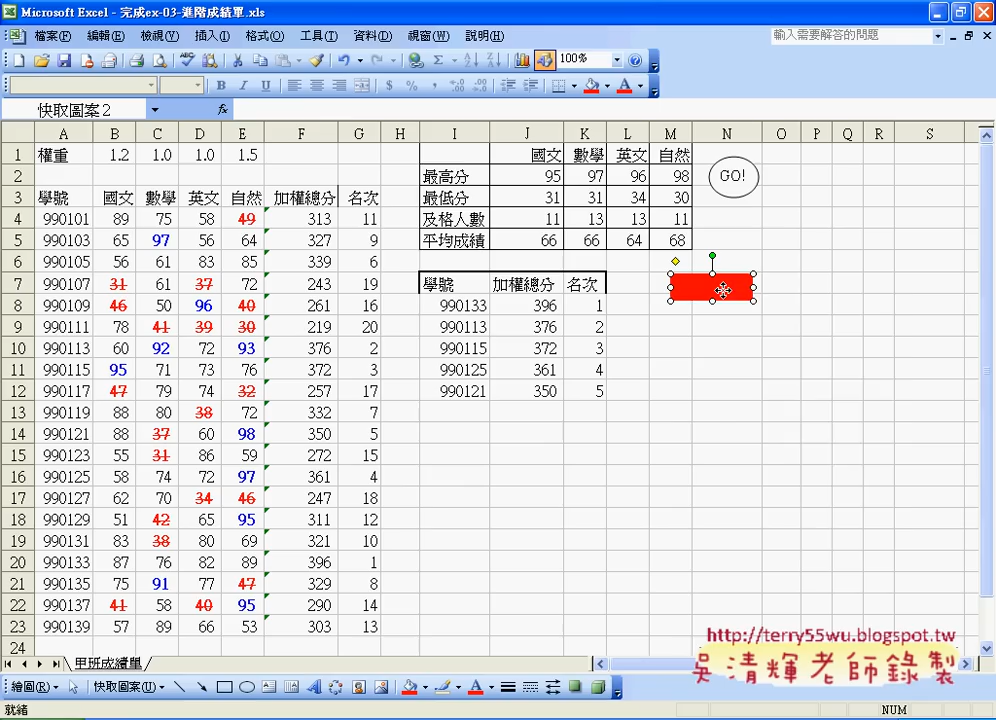 Microsoft Excel - 完成ex-03-進階成績單.xls
檔案(F) 編輯(E) 檢視(V) 插入(I) 格式(O) 工具(T) 資料(D) 視窗(W) 說明(H) 輸入需要解答的問題
100%
快取圖案 2 fx
A B C D E F G H I J K L M N O P Q R S
1 權重 1.2 1.0 1.0 1.5 國文 數學 英文 自然
2 最高分 95 97 96 98 GO!
3 學號 國文 數學 英文 自然 加權總分 名次 最低分 31 31 34 30
4 990101 89 75 58 49 313 11 及格人數 11 13 13 11
5 990103 65 97 56 64 327 9 平均成績 66 66 64 68
6 990105 56 61 83 85 339 6
7 990107 31 61 37 72 243 19 學號 加權總分 名次
8 990109 46 50 96 40 261 16 990133 396 1
9 990111 78 41 39 30 219 20 990113 376 2
10 990113 60 92 72 93 376 2 990115 372 3
11 990115 95 71 73 76 372 3 990125 361 4
12 990117 47 79 74 32 257 17 990121 350 5
13 990119 88 80 38 72 332 7
14 990121 88 37 60 98 350 5
15 990123 55 31 86 59 272 15
16 990125 58 74 72 97 361 4
17 990127 62 70 34 46 247 18
18 990129 51 42 65 95 311 12
19 990131 83 38 80 69 321 10
20 990133 87 76 82 89 396 1
21 990135 75 91 77 47 329 8
22 990137 41 58 40 95 290 14
23 990139 57 89 66 53 303 13
24
http://terry55wu.blogspot.tw
吳清輝老師錄製
甲班成績單
繪圖(R) 快取圖案(U)
就緒 NUM